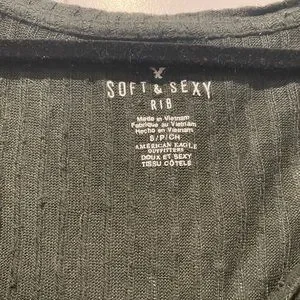 SOFT & SEXY
RIB
Made in Vietnam
Fabriqué au Vietnam
Hecho en Vietnam
S/P/CH
AMERICAN EAGLE
OUTFITTERS
DOUX ET SEXY
TISSU CÔTELÉ